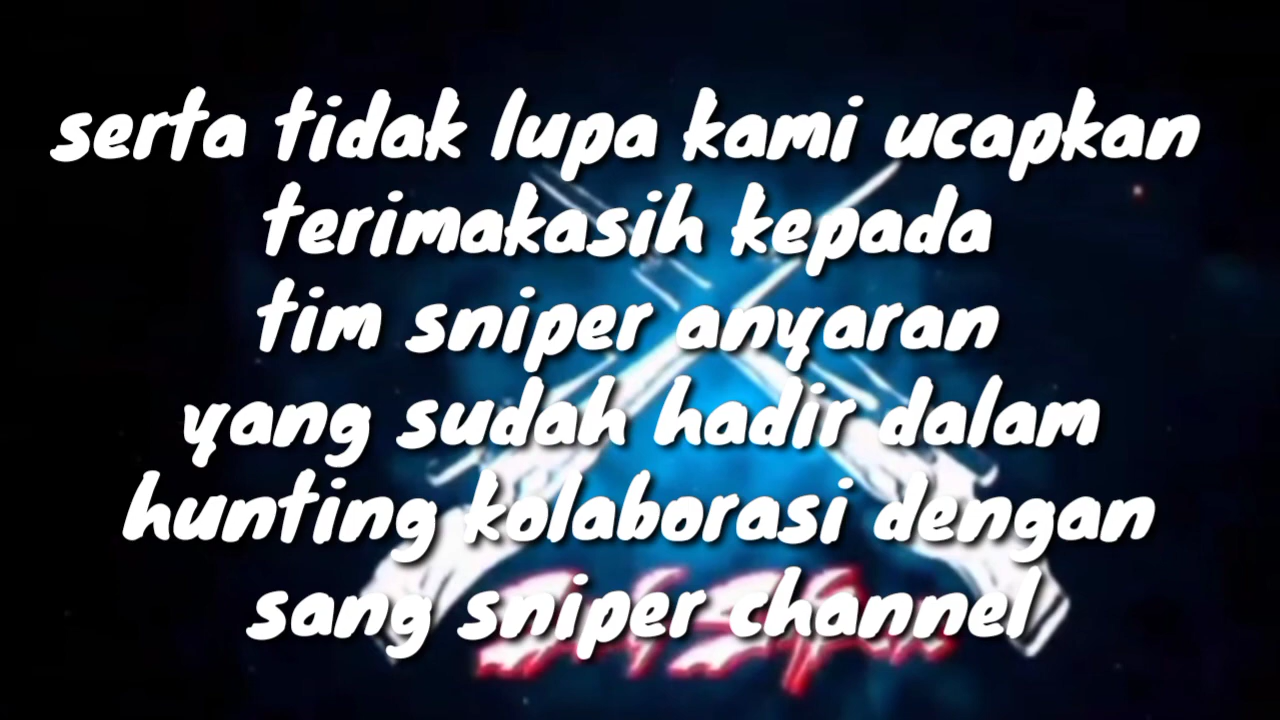 serta tidak lupa kami ucapkan
terimakasih kepada
tim sniper anyaran
yang sudah hadir dalam
hunting kolaborasi dengan
sang sniper channel